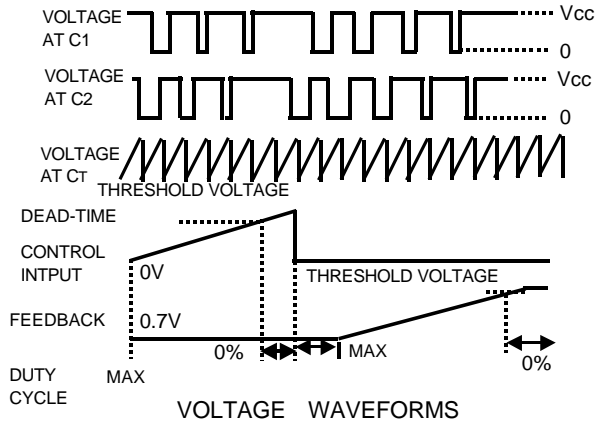 VOLTAGE
AT C1
Vcc
0
VOLTAGE
AT C2
Vcc
0
VOLTAGE
AT CT
THRESHOLD VOLTAGE
DEAD-TIME
CONTROL
INTPUT
0V
THRESHOLD VOLTAGE
FEEDBACK
0.7V
0%
MAX
0%
DUTY
CYCLE
MAX
VOLTAGE WAVEFORMS